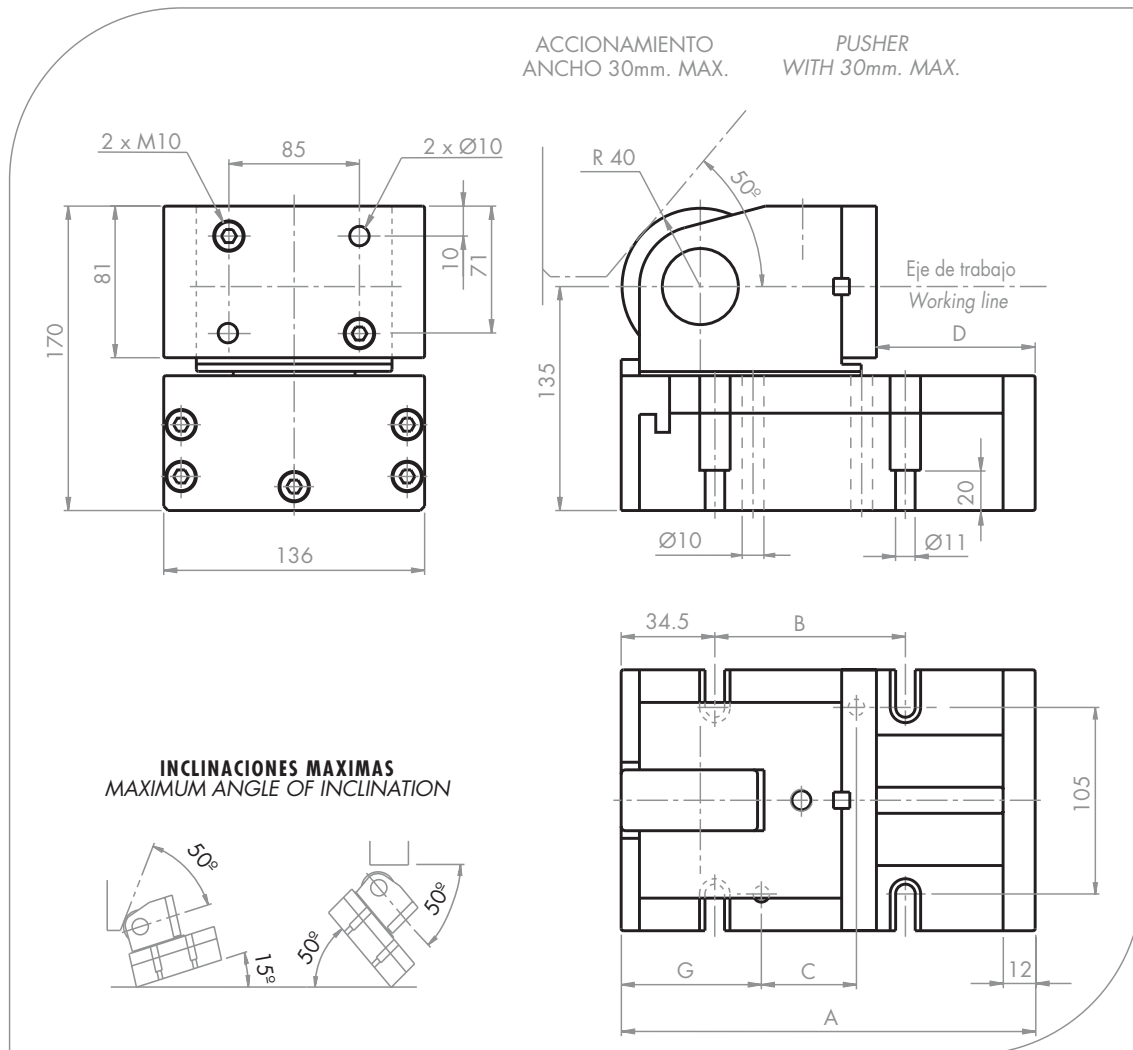 ACCIONAMIENTO
ANCHO 30mm. MAX.
PUSHER
WITH 30mm. MAX.
2 x M10
85
2 x Ø10
R 40
50º
81
170
10
71
Eje de trabajo
Working line
D
135
20
136
Ø10
Ø11
34.5
B
105
INCLINACIONES MAXIMAS
MAXIMUM ANGLE OF INCLINATION
50º
15º
50º
50º
G
C
12
A